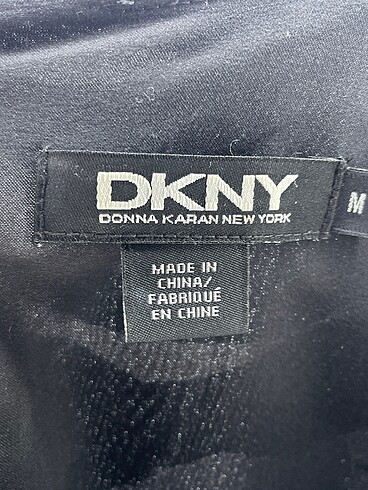 DKNY
DONNA KARAN NEW YORK
M
MADE IN
CHINA/
FABRIQUÉ
EN CHINE